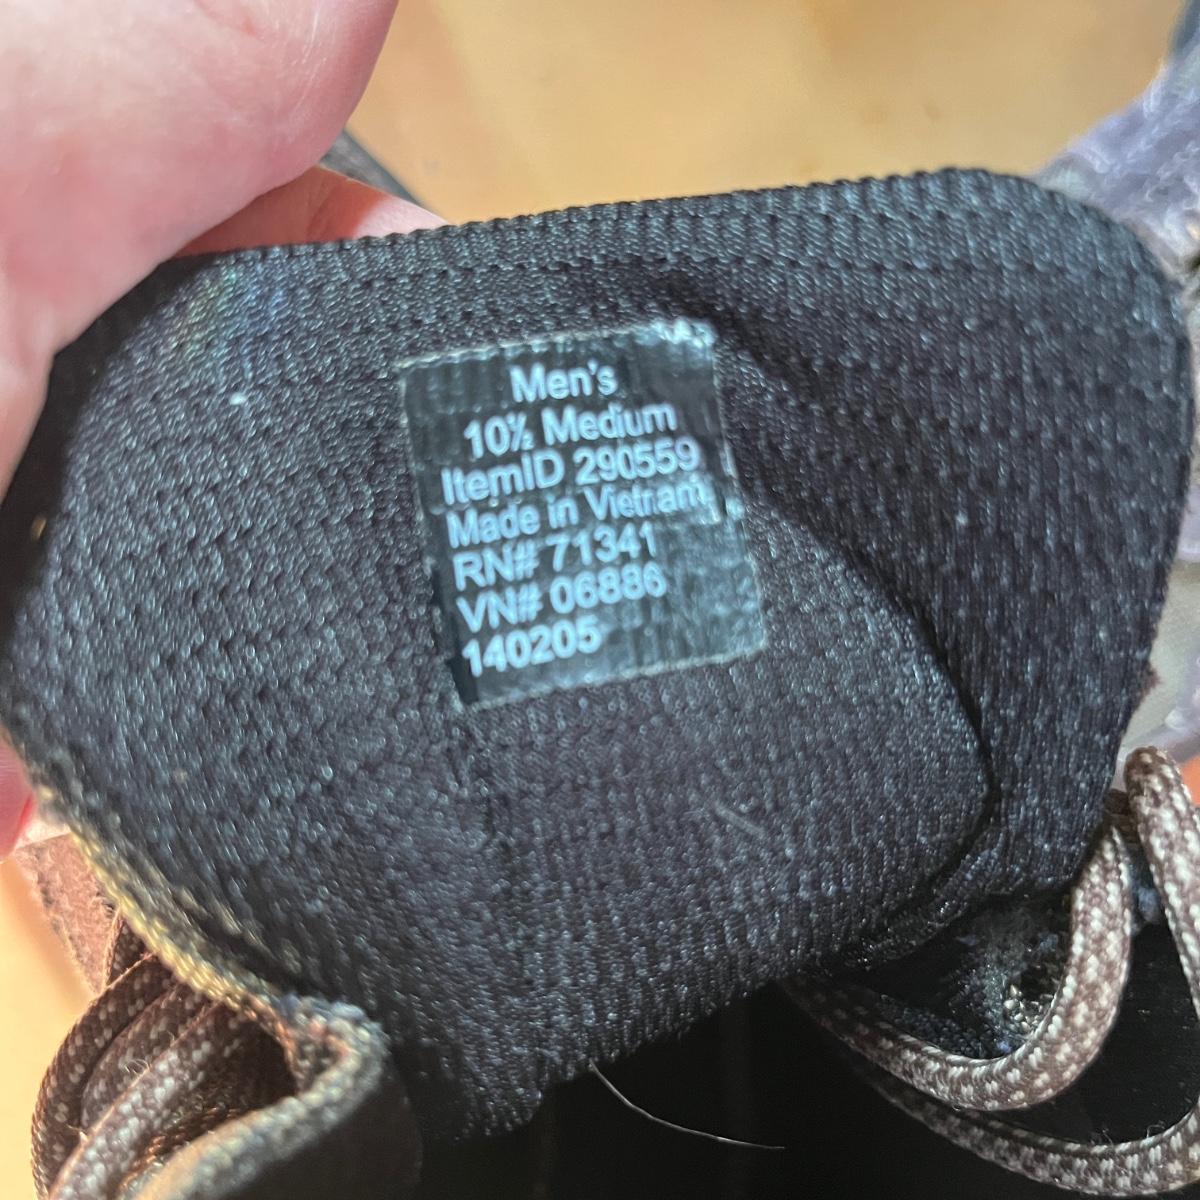 Men's
10½ Medium
ItemID 290559
Made in Vietnam
RN# 71341
VN# 06886
140205